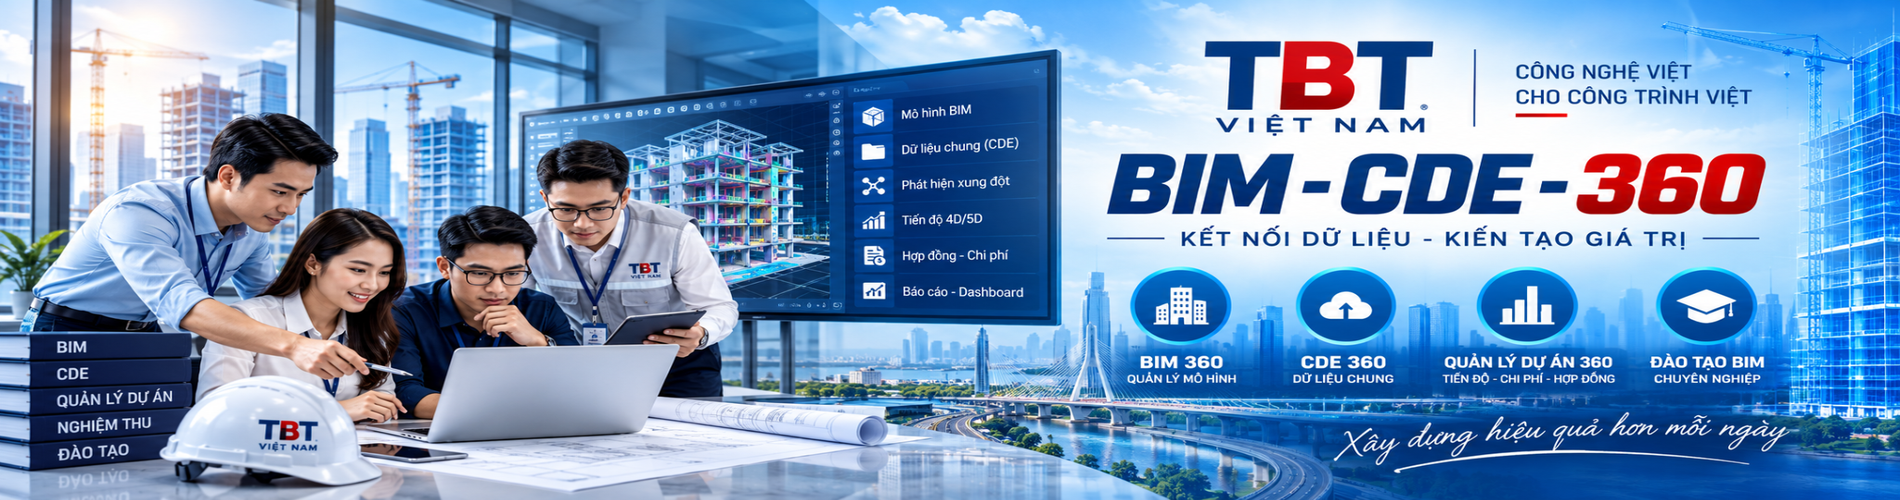 BIM
CDE
QUẢN LÝ DỰ ÁN
NGHIỆM THU
ĐÀO TẠO
TBT
VIỆT NAM
TBT
VIỆT NAM
Mô hình BIM
Dữ liệu chung (CDE)
Phát hiện xung đột
Tiến độ 4D/5D
Hợp đồng - Chi phí
Báo cáo - Dashboard
TBT®
VIỆT NAM
CÔNG NGHỆ VIỆT
CHO CÔNG TRÌNH VIỆT
BIM - CDE - 360
KẾT NỐI DỮ LIỆU - KIẾN TẠO GIÁ TRỊ
BIM 360
QUẢN LÝ MÔ HÌNH
CDE 360
DỮ LIỆU CHUNG
QUẢN LÝ DỰ ÁN 360
TIẾN ĐỘ - CHI PHÍ - HỢP ĐỒNG
ĐÀO TẠO BIM
CHUYÊN NGHIỆP
Xây dựng hiệu quả hơn mỗi ngày